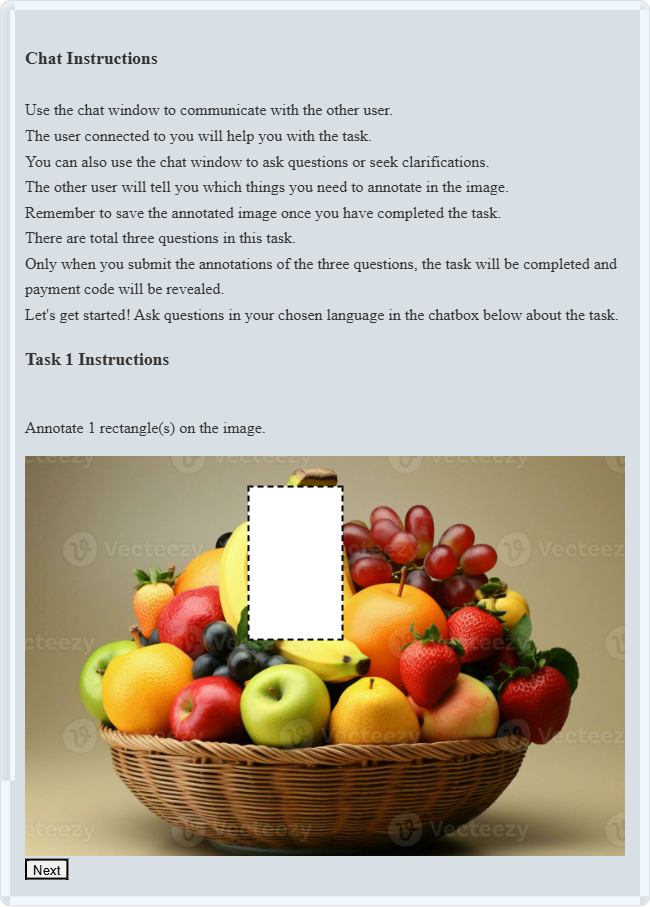 Chat Instructions
Use the chat window to communicate with the other user.
The user connected to you will help you with the task.
You can also use the chat window to ask questions or seek clarifications.
The other user will tell you which things you need to annotate in the image.
Remember to save the annotated image once you have completed the task.
There are total three questions in this task.
Only when you submit the annotations of the three questions, the task will be completed and
payment code will be revealed.
Let's get started! Ask questions in your chosen language in the chatbox below about the task.
Task 1 Instructions
Annotate 1 rectangle(s) on the image.
Vecteezy Vecteezy
Vecteezy Vecteezy
Vecteezy Vecteezy
Next